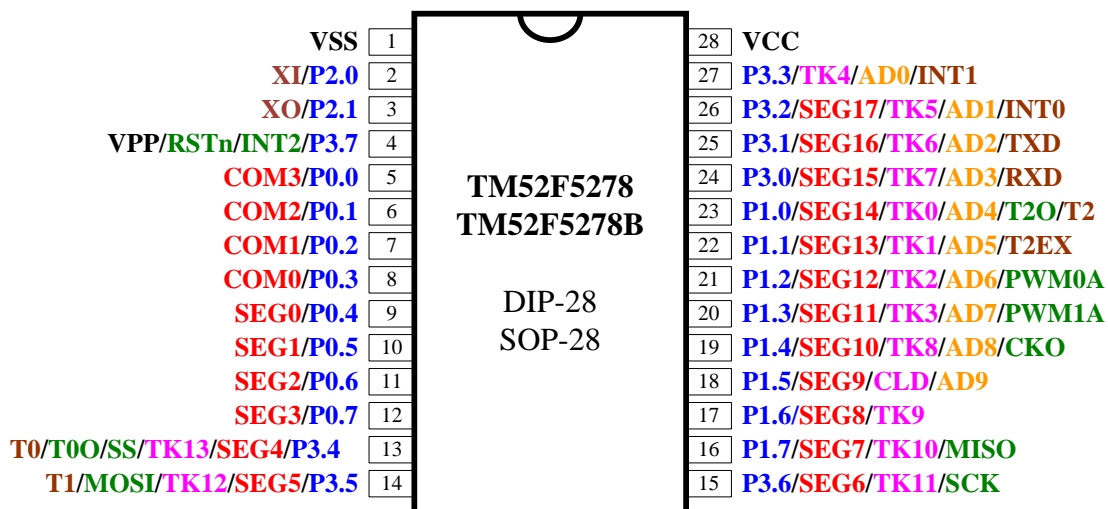 VSS 1 28 VCC
XI/P2.0 2 27 P3.3/TK4/AD0/INT1
XO/P2.1 3 26 P3.2/SEG17/TK5/AD1/INT0
VPP/RSTn/INT2/P3.7 4 25 P3.1/SEG16/TK6/AD2/TXD
COM3/P0.0 5 TM52F5278 24 P3.0/SEG15/TK7/AD3/RXD
COM2/P0.1 6 TM52F5278B 23 P1.0/SEG14/TK0/AD4/T2O/T2
COM1/P0.2 7 22 P1.1/SEG13/TK1/AD5/T2EX
COM0/P0.3 8 21 P1.2/SEG12/TK2/AD6/PWM0A
SEG0/P0.4 9 DIP-28 20 P1.3/SEG11/TK3/AD7/PWM1A
SEG1/P0.5 10 SOP-28 19 P1.4/SEG10/TK8/AD8/CKO
SEG2/P0.6 11 18 P1.5/SEG9/CLD/AD9
SEG3/P0.7 12 17 P1.6/SEG8/TK9
T0/T0O/SS/TK13/SEG4/P3.4 13 16 P1.7/SEG7/TK10/MISO
T1/MOSI/TK12/SEG5/P3.5 14 15 P3.6/SEG6/TK11/SCK